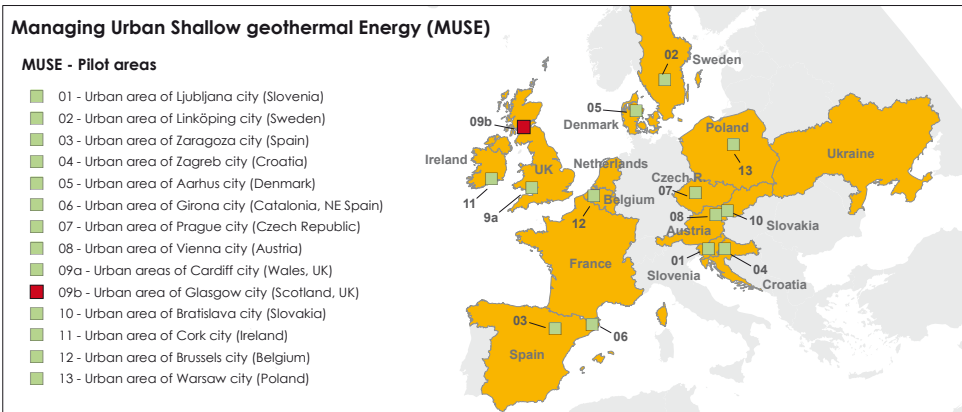 Managing Urban Shallow geothermal Energy (MUSE)
MUSE - Pilot areas
01 - Urban area of Ljubljana city (Slovenia)
02 - Urban area of Linköping city (Sweden)
03 - Urban area of Zaragoza city (Spain)
04 - Urban area of Zagreb city (Croatia)
05 - Urban area of Aarhus city (Denmark)
06 - Urban area of Girona city (Catalonia, NE Spain)
07 - Urban area of Prague city (Czech Republic)
08 - Urban area of Vienna city (Austria)
09a - Urban areas of Cardiff city (Wales, UK)
09b - Urban area of Glasgow city (Scotland, UK)
10 - Urban area of Bratislava city (Slovakia)
11 - Urban area of Cork city (Ireland)
12 - Urban area of Brussels city (Belgium)
13 - Urban area of Warsaw city (Poland)
02
Sweden
05
Denmark
09b
Poland
13
Ukraine
Ireland
UK
Netherlands
Czech R.
07
11
9a
12
Belgium
08
Austria
10
Slovakia
01
Slovenia
04
Croatia
France
03
06
Spain